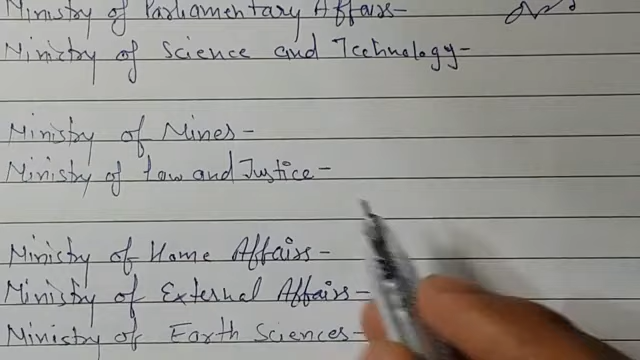 Ministry of Parliamentary Affairs-
Ministry of Science and Technology-
Ministry of Mines-
Ministry of Law and Justice-
Ministry of Home Affairs-
Ministry of External Affairs-
Ministry of Earth Sciences-